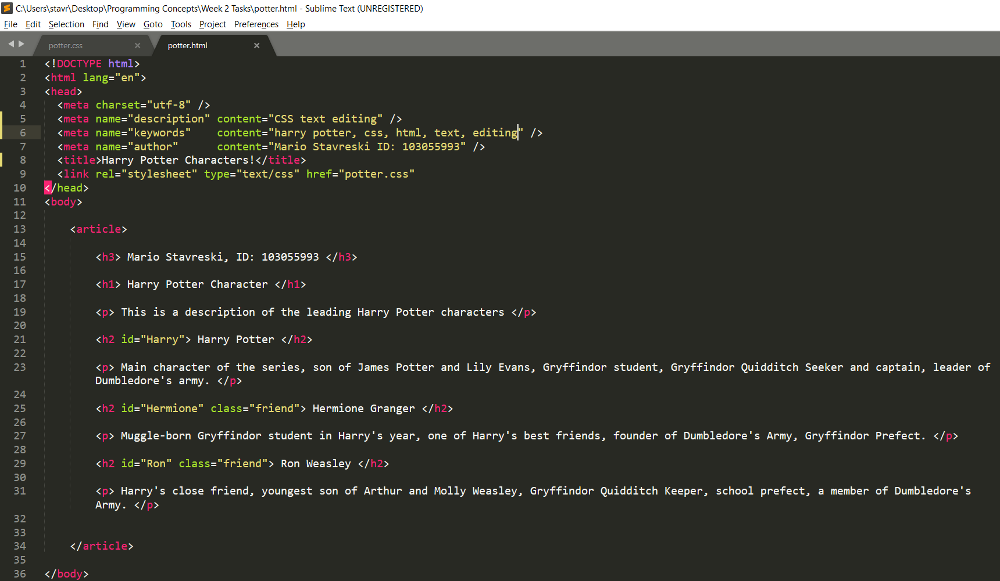 C:\Users\stavr\Desktop\Programming Concepts\Week 2 Tasks\potter.html - Sublime Text (UNREGISTERED)
File Edit Selection Find View Goto Tools Project Preferences Help
potter.css × potter.html ×
1 <!DOCTYPE html>
2 <html lang="en">
3 <head>
4 <meta charset="utf-8" />
5 <meta name="description" content="CSS text editing" />
6 <meta name="keywords" content="harry potter, css, html, text, editing" />
7 <meta name="author" content="Mario Stavreski ID: 103055993" />
8 <title>Harry Potter Characters!</title>
9 <link rel="stylesheet" type="text/css" href="potter.css"
10 </head>
11 <body>
12
13 <article>
14
15 <h3> Mario Stavreski, ID: 103055993 </h3>
16
17 <h1> Harry Potter Character </h1>
18
19 <p> This is a description of the leading Harry Potter characters </p>
20
21 <h2 id="Harry"> Harry Potter </h2>
22
23 <p> Main character of the series, son of James Potter and Lily Evans, Gryffindor student, Gryffindor Quidditch Seeker and captain, leader of
Dumbledore's army. </p>
24
25 <h2 id="Hermione" class="friend"> Hermione Granger </h2>
26
27 <p> Muggle-born Gryffindor student in Harry's year, one of Harry's best friends, founder of Dumbledore's Army, Gryffindor Prefect. </p>
28
29 <h2 id="Ron" class="friend"> Ron Weasley </h2>
30
31 <p> Harry's close friend, youngest son of Arthur and Molly Weasley, Gryffindor Quidditch Keeper, school prefect, a member of Dumbledore's
Army. </p>
32
33
34 </article>
35
36 </body>